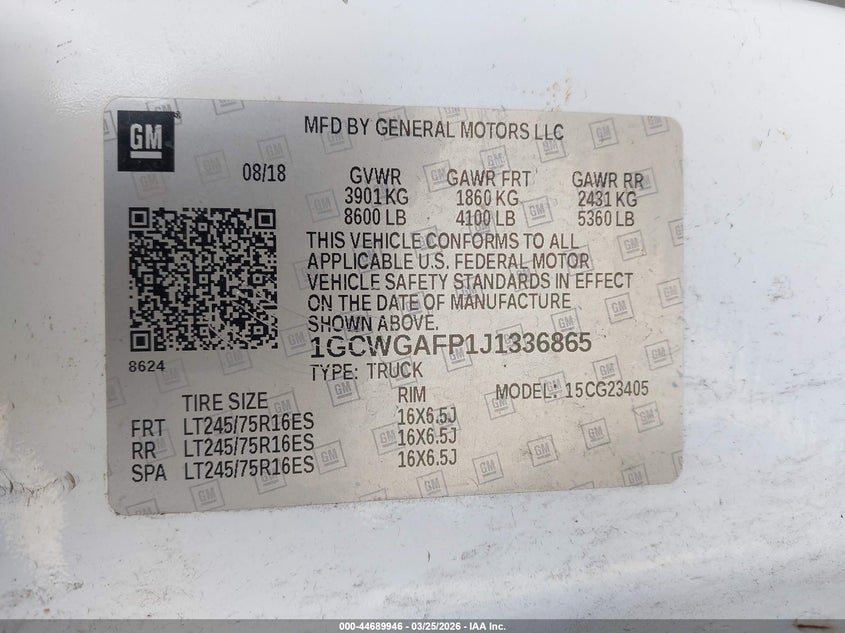 GM
MFD BY GENERAL MOTORS LLC
08/18
GVWR GAWR FRT GAWR RR
3901 KG 1860 KG 2431 KG
8600 LB 4100 LB 5360 LB
THIS VEHICLE CONFORMS TO ALL
APPLICABLE U.S. FEDERAL MOTOR
VEHICLE SAFETY STANDARDS IN EFFECT
ON THE DATE OF MANUFACTURE
SHOWN ABOVE.
1GCWGAFP1J1336865
8624
TYPE: TRUCK
TIRE SIZE RIM MODEL: 15CG23405
FRT LT245/75R16ES 16X6.5J
RR LT245/75R16ES 16X6.5J
SPA LT245/75R16ES 16X6.5J
000-44689946 - 03/25/2026 - IAA Inc.